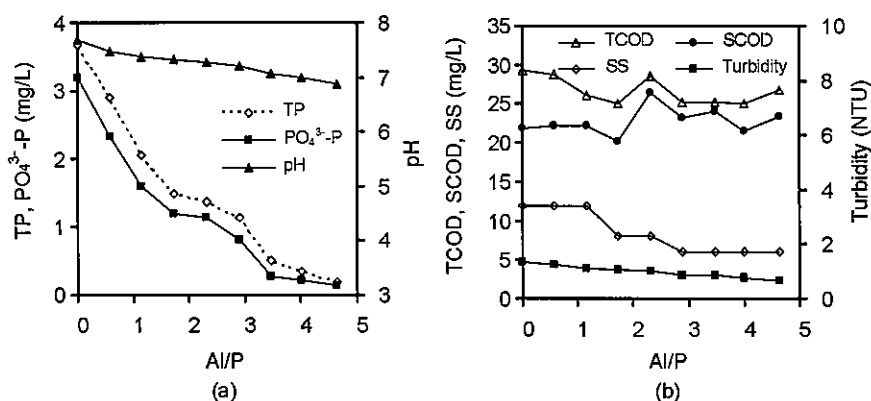 TP, PO₄³⁻-P (mg/L)
4
3
2
1
0
TP
PO₄³⁻-P
pH
8
7
6
5
4
3
pH
0 1 2 3 4 5
Al/P
(a)
TCOD, SCOD, SS (mg/L)
40
35
30
25
20
15
10
5
0
TCOD SCOD
SS Turbidity
10
8
6
4
2
0
Turbidity (NTU)
0 1 2 3 4 5
Al/P
(b)